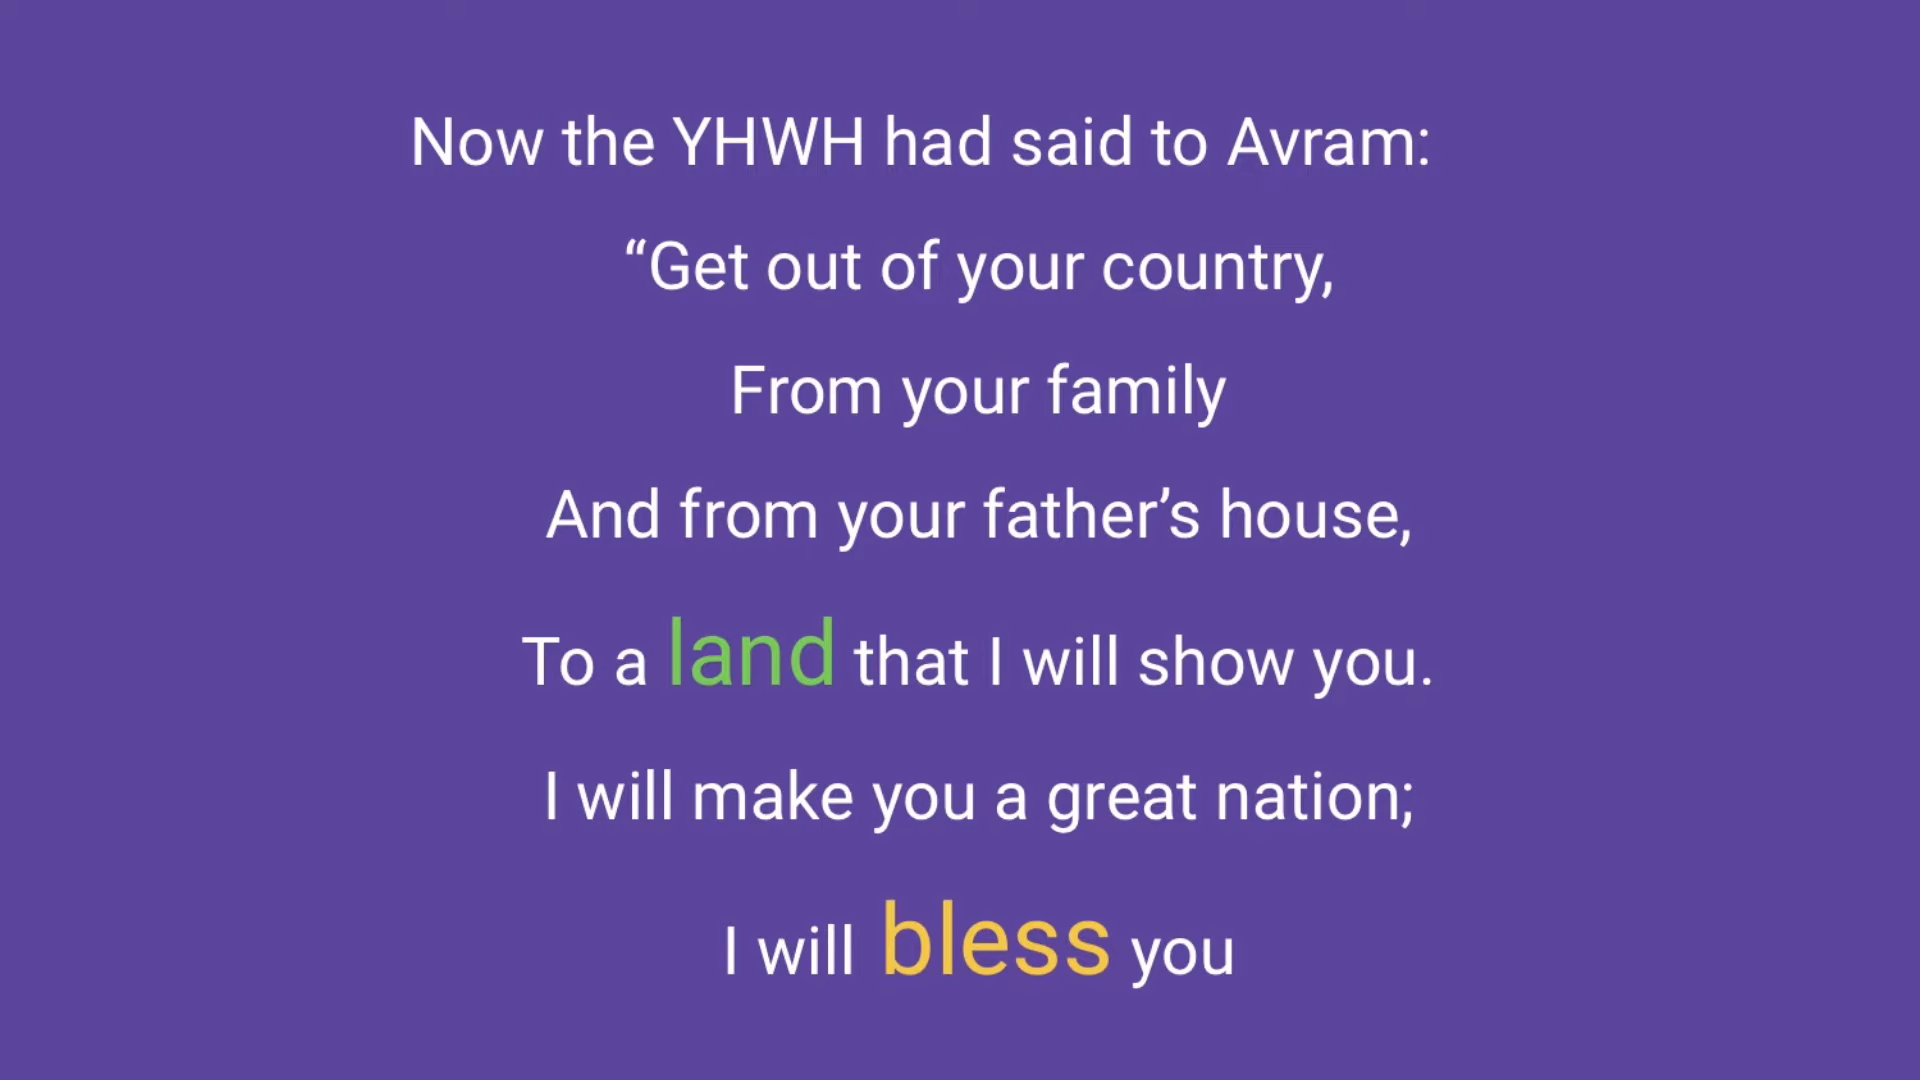 Now the YHWH had said to Avram:
“Get out of your country,
From your family
And from your father’s house,
To a land that I will show you.
I will make you a great nation;
I will bless you